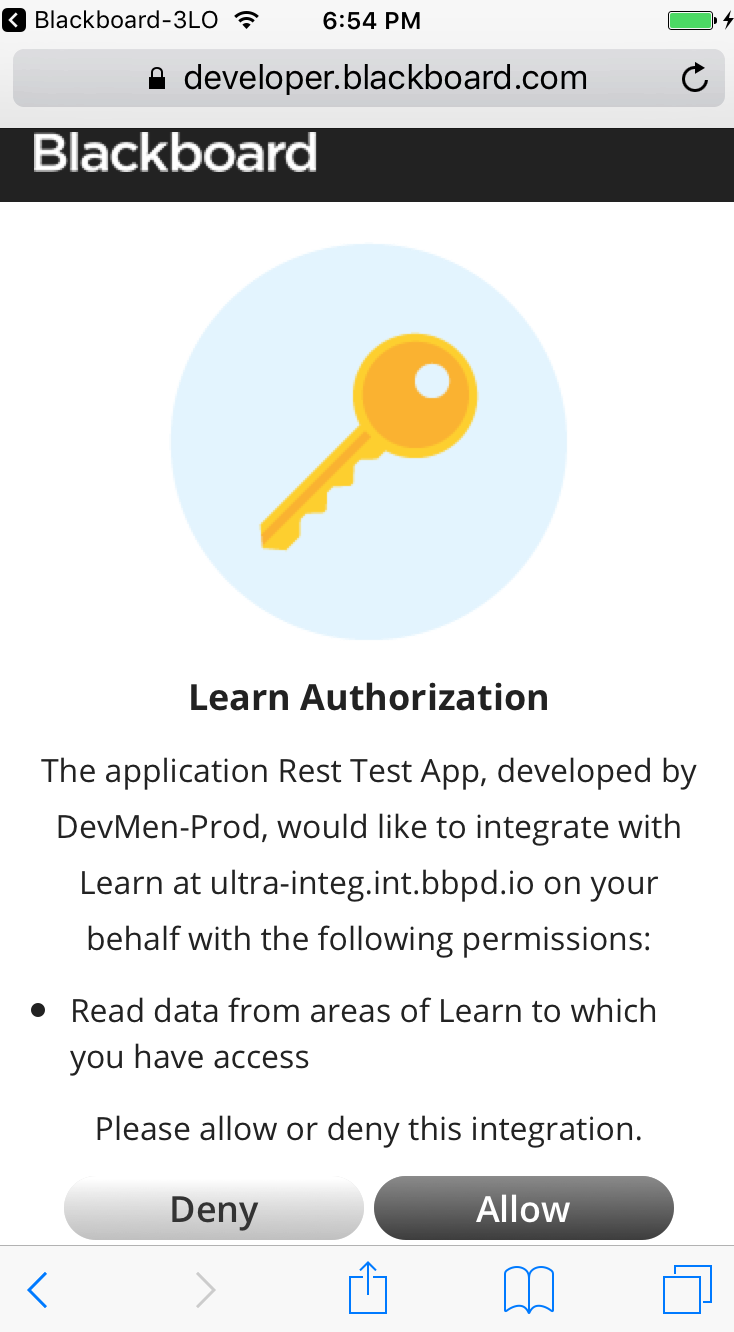 Blackboard-3LO 6:54 PM
developer.blackboard.com
Blackboard
Learn Authorization
The application Rest Test App, developed by
DevMen-Prod, would like to integrate with
Learn at ultra-integ.int.bbpd.io on your
behalf with the following permissions:
• Read data from areas of Learn to which
you have access
Please allow or deny this integration.
Deny Allow